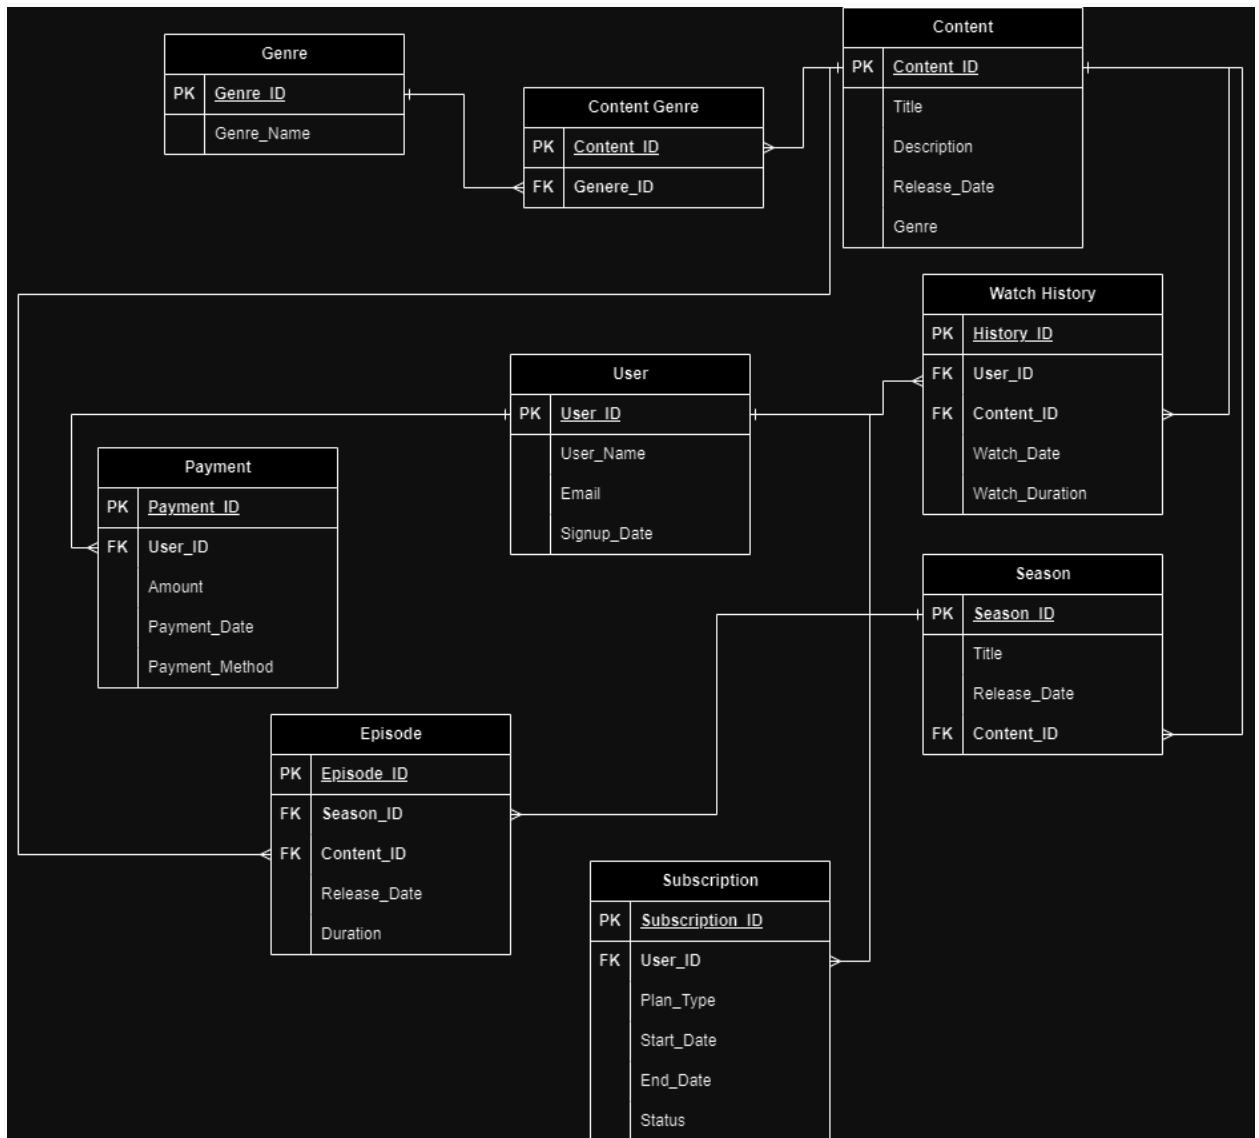 Genre
PK Genre_ID
Genre_Name
Content Genre
PK Content_ID
FK Genere_ID
Content
PK Content_ID
Title
Description
Release_Date
Genre
Watch History
PK History_ID
FK User_ID
FK Content_ID
Watch_Date
Watch_Duration
User
PK User_ID
User_Name
Email
Signup_Date
Payment
PK Payment_ID
FK User_ID
Amount
Payment_Date
Payment_Method
Season
PK Season_ID
Title
Release_Date
FK Content_ID
Episode
PK Episode_ID
FK Season_ID
FK Content_ID
Release_Date
Duration
Subscription
PK Subscription_ID
FK User_ID
Plan_Type
Start_Date
End_Date
Status